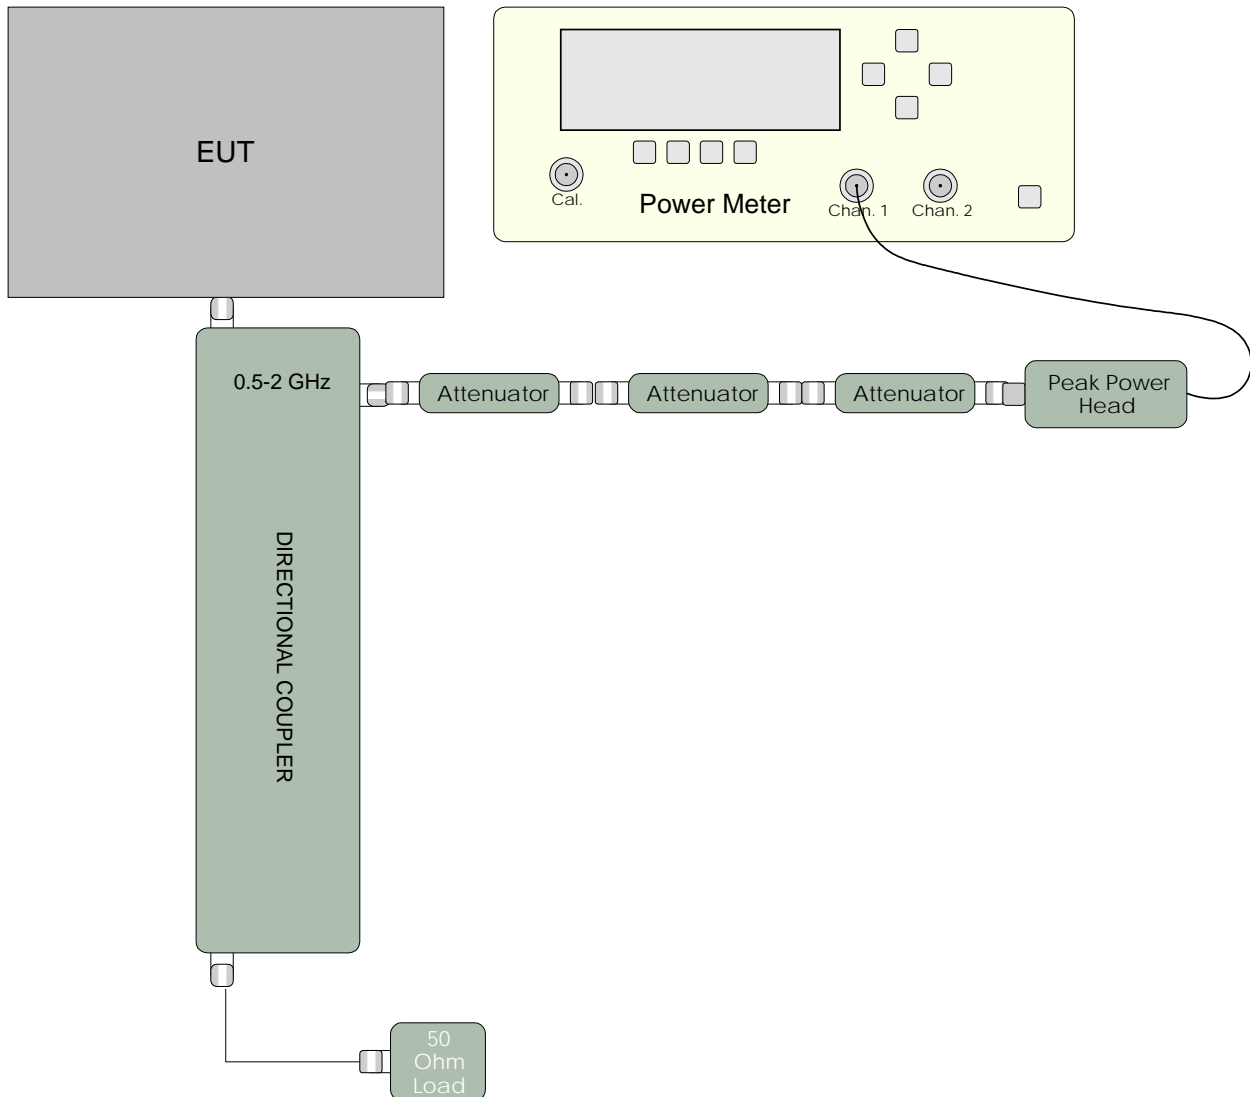 EUT
Cal.
Power Meter
Chan. 1
Chan. 2
0.5-2 GHz
Attenuator
Attenuator
Attenuator
Peak Power
Head
DIRECTIONAL COUPLER
50
Ohm
Load